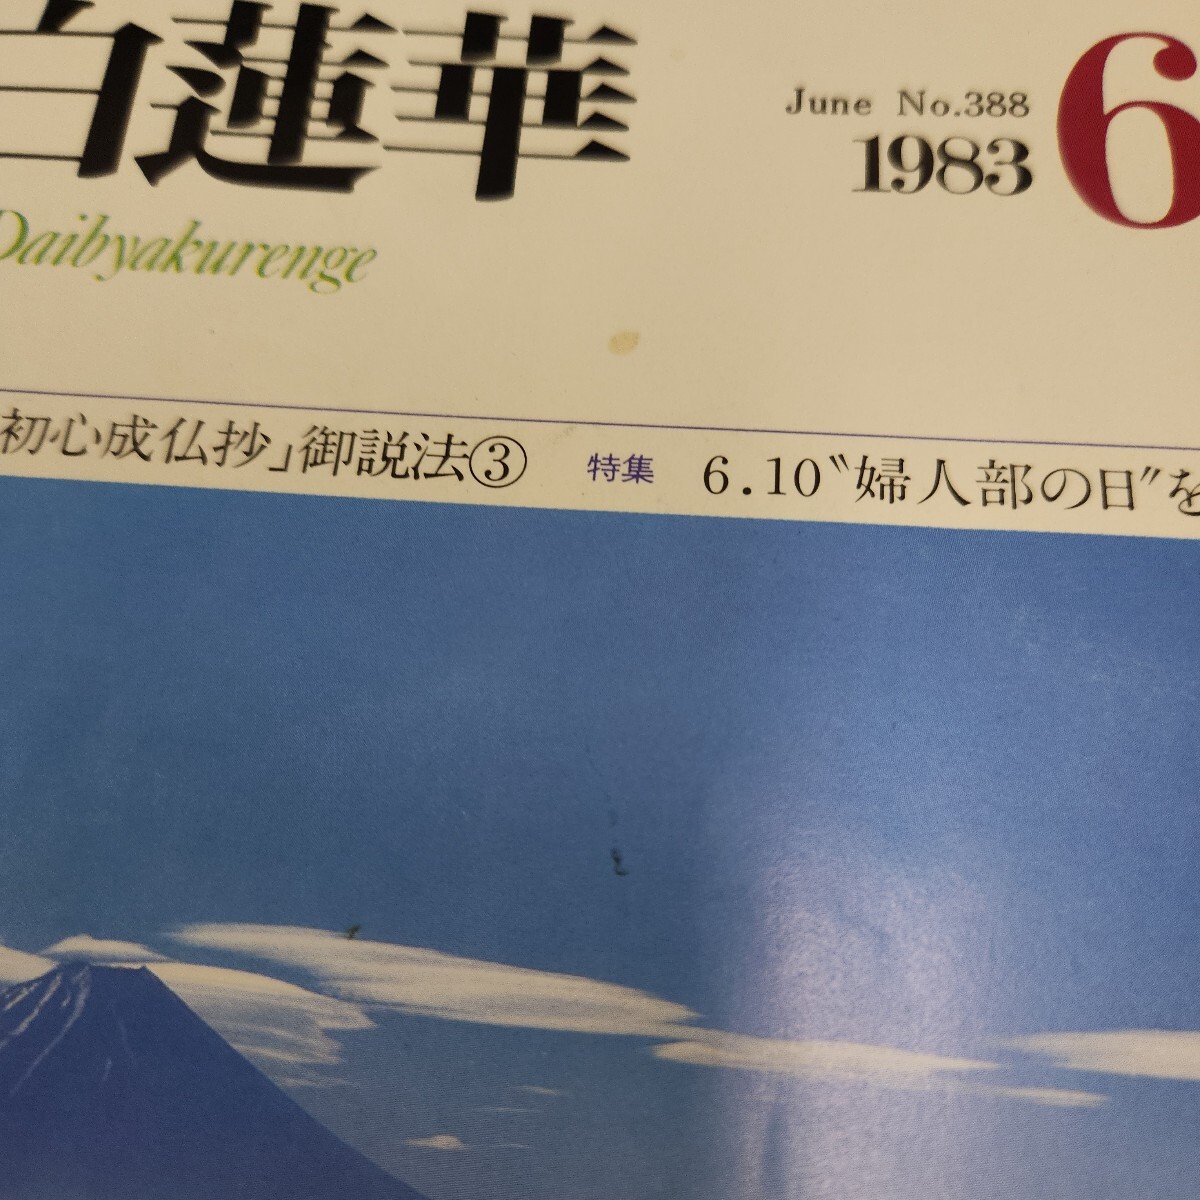 白蓮華
June No.388
1983
6
Daibyakurenge
初心成仏抄」御説法③ 特集 6.10〝婦人部の日〟を